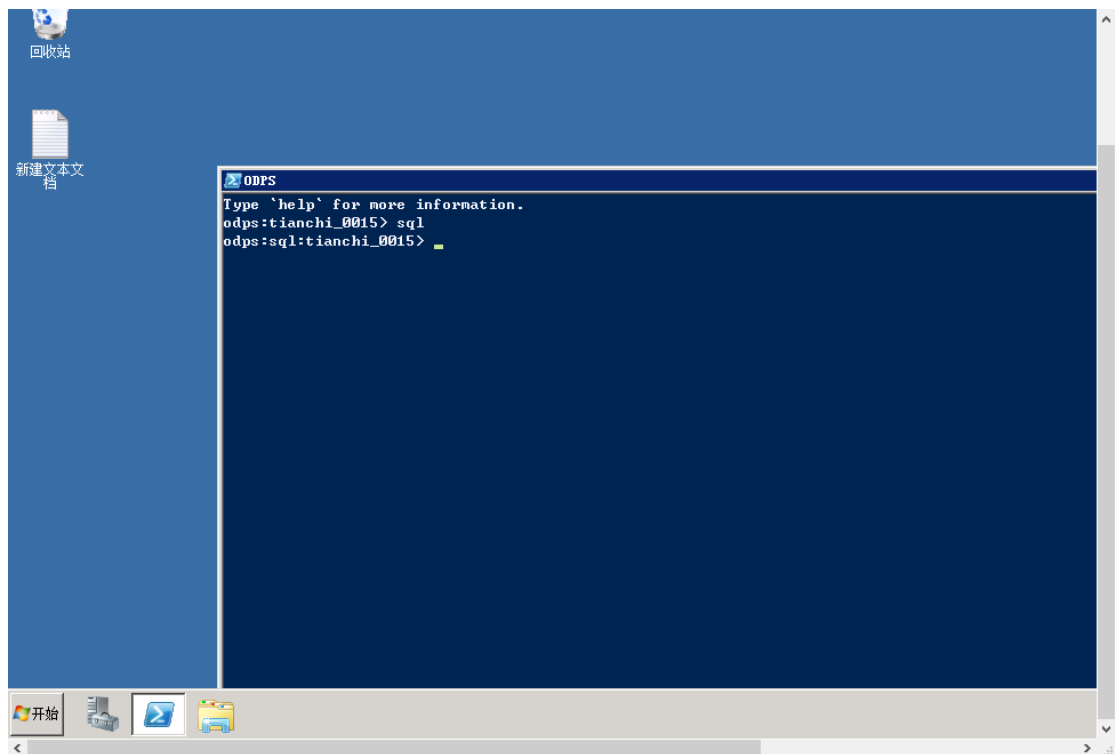 回收站
新建文本文
档
ODPS
Type `help` for more information.
odps:tianchi_0015> sql
odps:sql:tianchi_0015>
开始